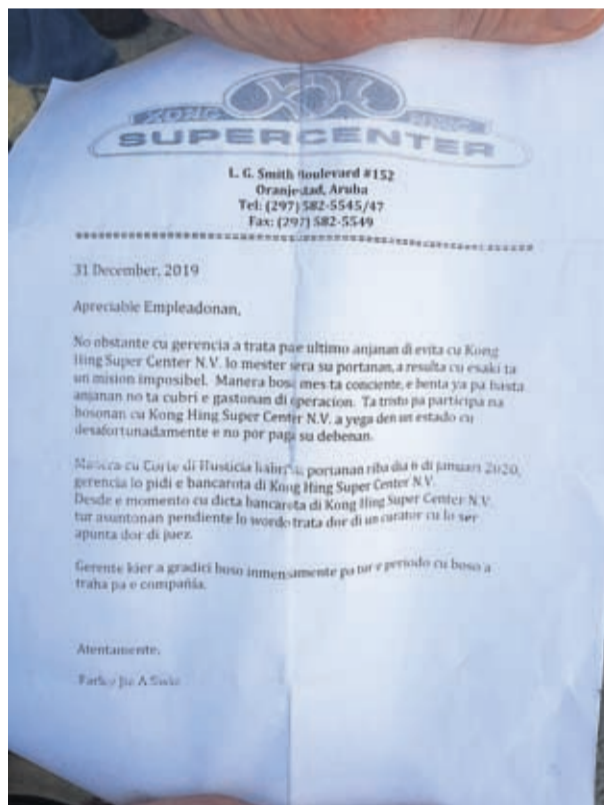 KONG HING
SUPERCENTER
L. G. Smith Boulevard #152
Oranjestad, Aruba
Tel: (297) 582-5545/47
Fax: (297) 582-5549
31 December, 2019
Apreciable Empleadonan,
No obstante cu gerencia a trata pae ultimo anjanan di evita cu Kong
Hing Super Center N.V. lo mester sera su portanan, a resulta cu esaki ta
un mision imposibel. Manera boso mes ta conciente, e benta ya pa basta
anjanan no ta cubri e gastonan di operacion. Ta tristo pa participa na
bosonan cu Kong Hing Super Center N.V. a yega den un estado cu
desafortunadamente e no por paga su debenan.
Manera cu Corte di Husticia habri su portanan riba dia 6 di januari 2020,
gerencia lo pidi e bancarota di Kong Hing Super Center N.V.
Desde e momento cu dicta bancarota di Kong Hing Super Center N.V.
tur asuntonan pendiente lo wordo trata dor di un curator cu lo ser
apunta dor di juez.
Gerente kier a gradici boso inmensamente pa tur e periodo cu boso a
traha pa e compañia.
Atentamente,